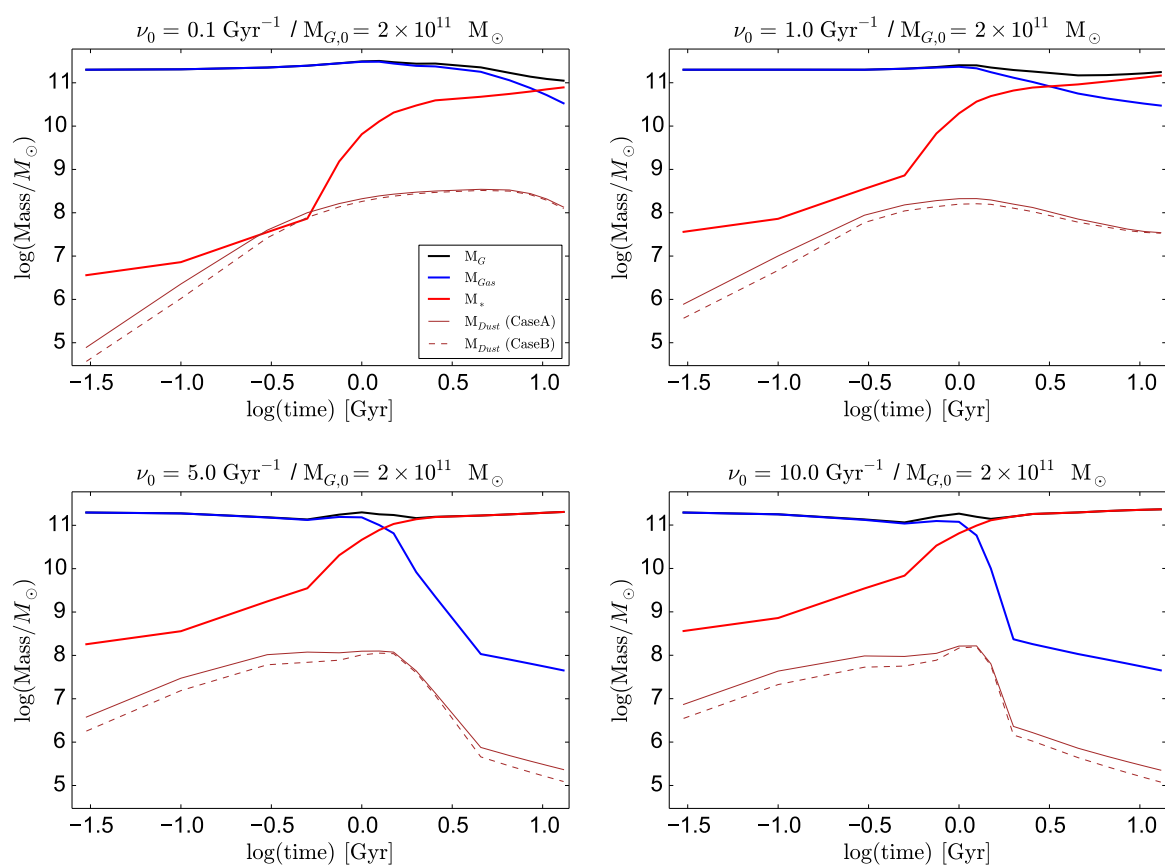 ν₀ = 0.1 Gyr⁻¹ / M_{G,0} = 2 × 10¹¹ M_⊙
ν₀ = 1.0 Gyr⁻¹ / M_{G,0} = 2 × 10¹¹ M_⊙
log(Mass/M_⊙)
11
10
9
8
7
6
5
M_G
M_{Gas}
M_*
M_{Dust} (CaseA)
M_{Dust} (CaseB)
−1.5 −1.0 −0.5 0.0 0.5 1.0
log(time) [Gyr]
log(Mass/M_⊙)
11
10
9
8
7
6
5
−1.5 −1.0 −0.5 0.0 0.5 1.0
log(time) [Gyr]
ν₀ = 5.0 Gyr⁻¹ / M_{G,0} = 2 × 10¹¹ M_⊙
ν₀ = 10.0 Gyr⁻¹ / M_{G,0} = 2 × 10¹¹ M_⊙
log(Mass/M_⊙)
11
10
9
8
7
6
5
−1.5 −1.0 −0.5 0.0 0.5 1.0
log(time) [Gyr]
log(Mass/M_⊙)
11
10
9
8
7
6
5
−1.5 −1.0 −0.5 0.0 0.5 1.0
log(time) [Gyr]